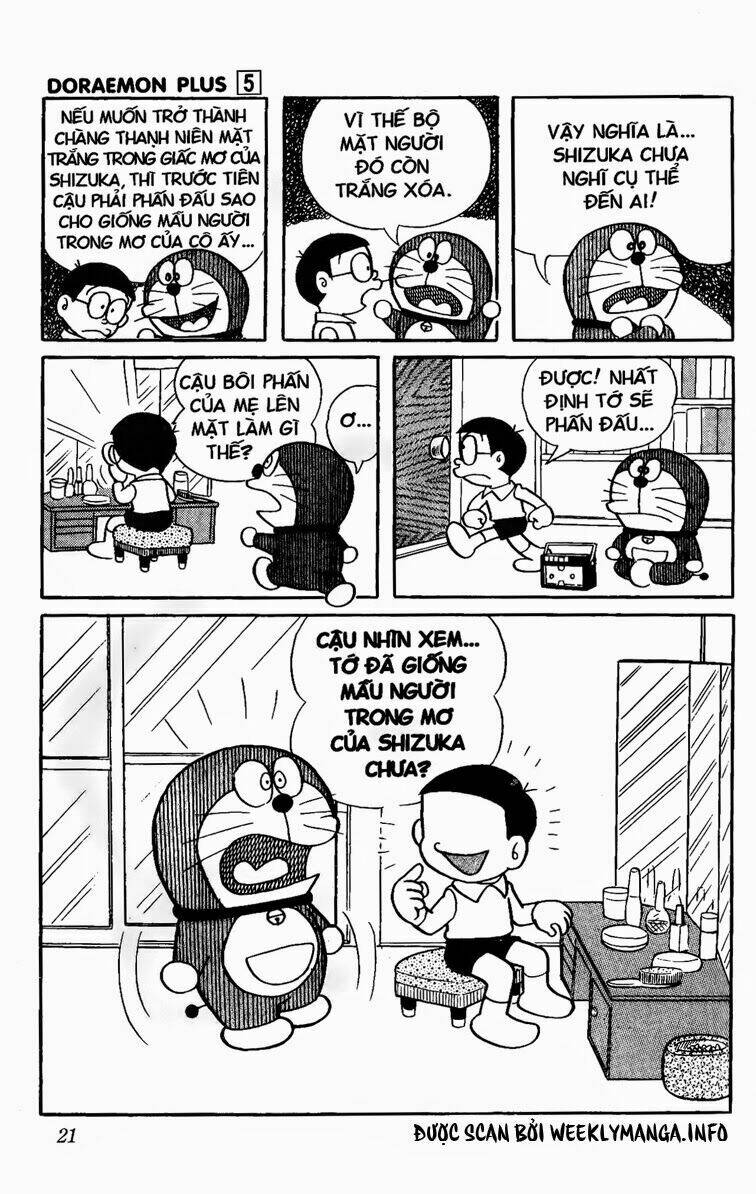 DORAEMON PLUS 5
VẬY NGHĨA LÀ...
SHIZUKA CHƯA
NGHĨ CỤ THỂ
ĐẾN AI!
VÌ THẾ BỘ
MẶT NGƯỜI
ĐÓ CÒN
TRẮNG XÓA.
NẾU MUỐN TRỞ THÀNH
CHÀNG THANH NIÊN MẶT
TRẮNG TRONG GIẤC MƠ CỦA
SHIZUKA, THÌ TRƯỚC TIÊN
CẬU PHẢI PHẤN ĐẤU SAO
CHO GIỐNG MẪU NGƯỜI
TRONG MƠ CỦA CÔ ẤY...
ĐƯỢC! NHẤT
ĐỊNH TỚ SẼ
PHẤN ĐẤU...
Ơ...
CẬU BÔI PHẤN
CỦA MẸ LÊN
MẶT LÀM GÌ
THẾ?
CẬU NHÌN XEM...
TỚ ĐÃ GIỐNG
MẪU NGƯỜI
TRONG MƠ
CỦA SHIZUKA
CHƯA?
21
ĐƯỢC SCAN BỞI WEEKLYMANGA.INFO